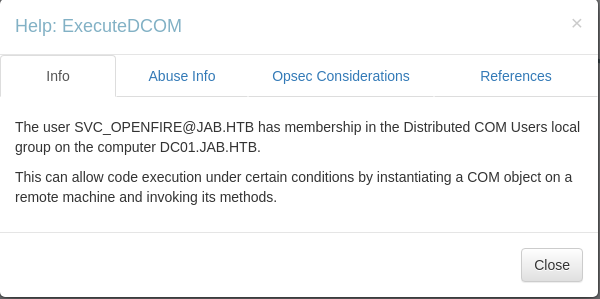 Help: ExecuteDCOM
×
Info
Abuse Info
Opsec Considerations
References
The user SVC_OPENFIRE@JAB.HTB has membership in the Distributed COM Users local
group on the computer DC01.JAB.HTB.
This can allow code execution under certain conditions by instantiating a COM object on a
remote machine and invoking its methods.
Close